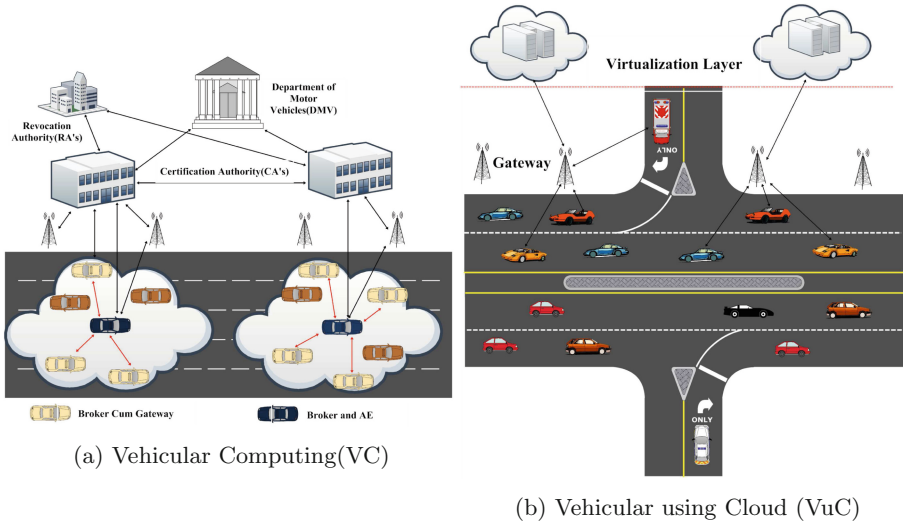 Department of
Motor
Vehicles(DMV)
Revocation
Authority(RA's)
Certification Authority(CA's)
Broker Cum Gateway
Broker and AE
(a) Vehicular Computing(VC)
Virtualization Layer
ONLY
Gateway
ONLY
(b) Vehicular using Cloud (VuC)